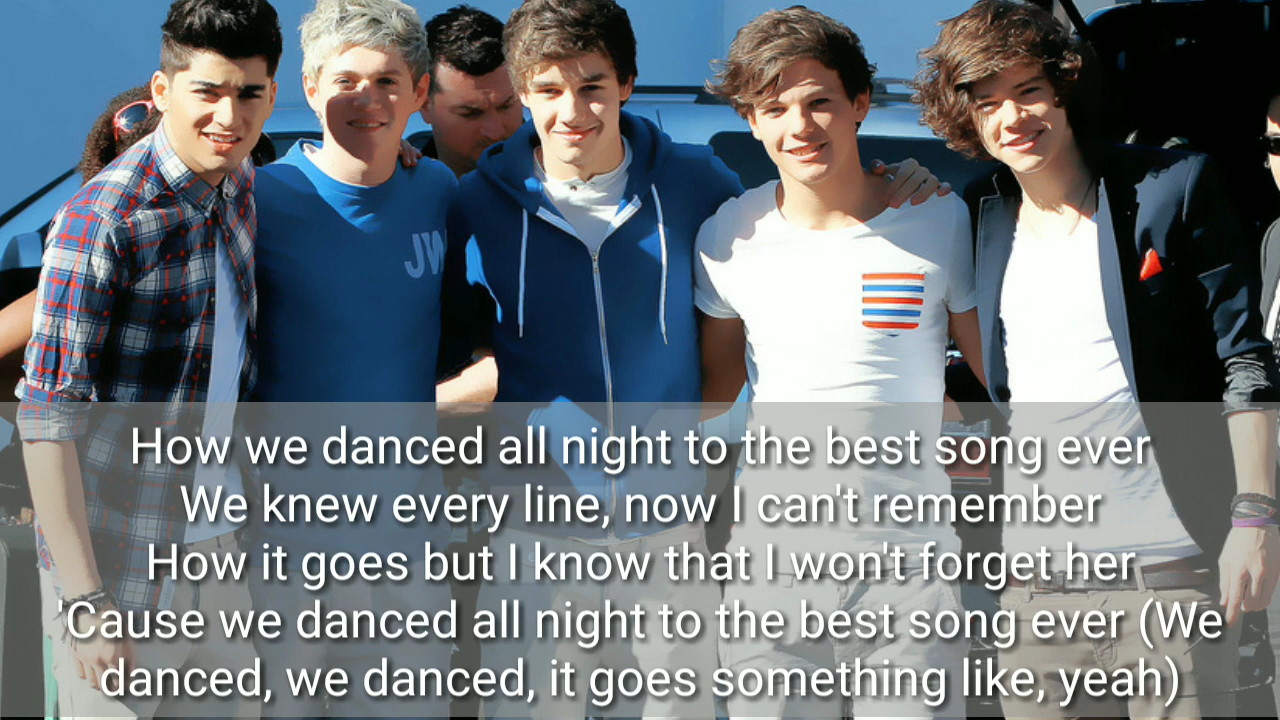 JW
How we danced all night to the best song ever
We knew every line, now I can't remember
How it goes but I know that I won't forget her
'Cause we danced all night to the best song ever (We
danced, we danced, it goes something like, yeah)